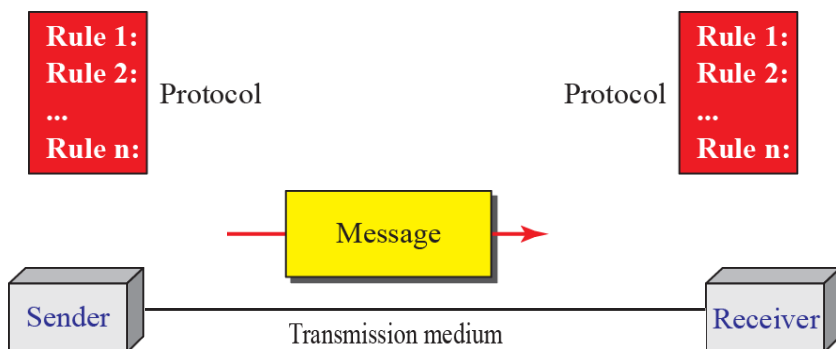 Rule 1:
Rule 2:
...
Rule n:
Protocol
Protocol
Rule 1:
Rule 2:
...
Rule n:
Message
Sender
Transmission medium
Receiver